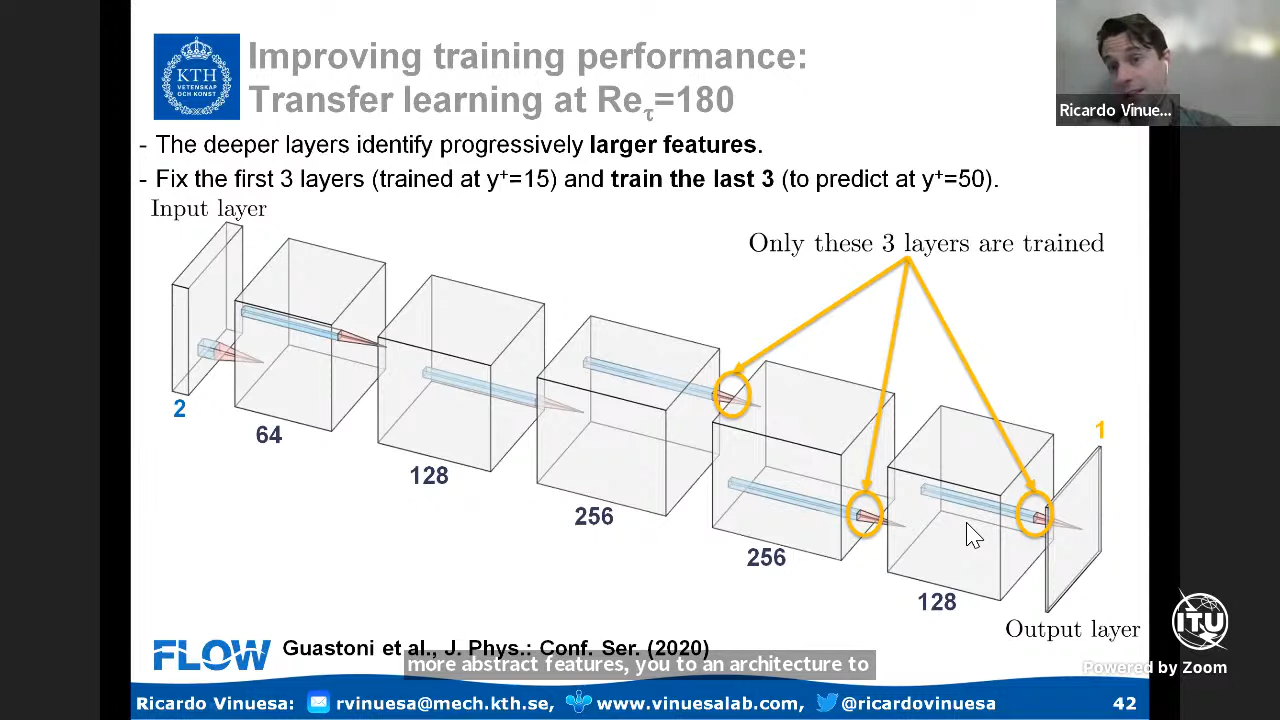 KTH
VETENSKAP
OCH KONST
Improving training performance:
Transfer learning at Reτ=180
Ricardo Vinue...
- The deeper layers identify progressively larger features.
- Fix the first 3 layers (trained at y+=15) and train the last 3 (to predict at y+=50).
Input layer
Only these 3 layers are trained
2
64
128
256
256
128
1
Output layer
ITU
Powered by Zoom
FLOW
Guastoni et al., J. Phys.: Conf. Ser. (2020)
more abstract features, you to an architecture to
Ricardo Vinuesa: rvinuesa@mech.kth.se, www.vinuesalab.com, @ricardovinuesa 42